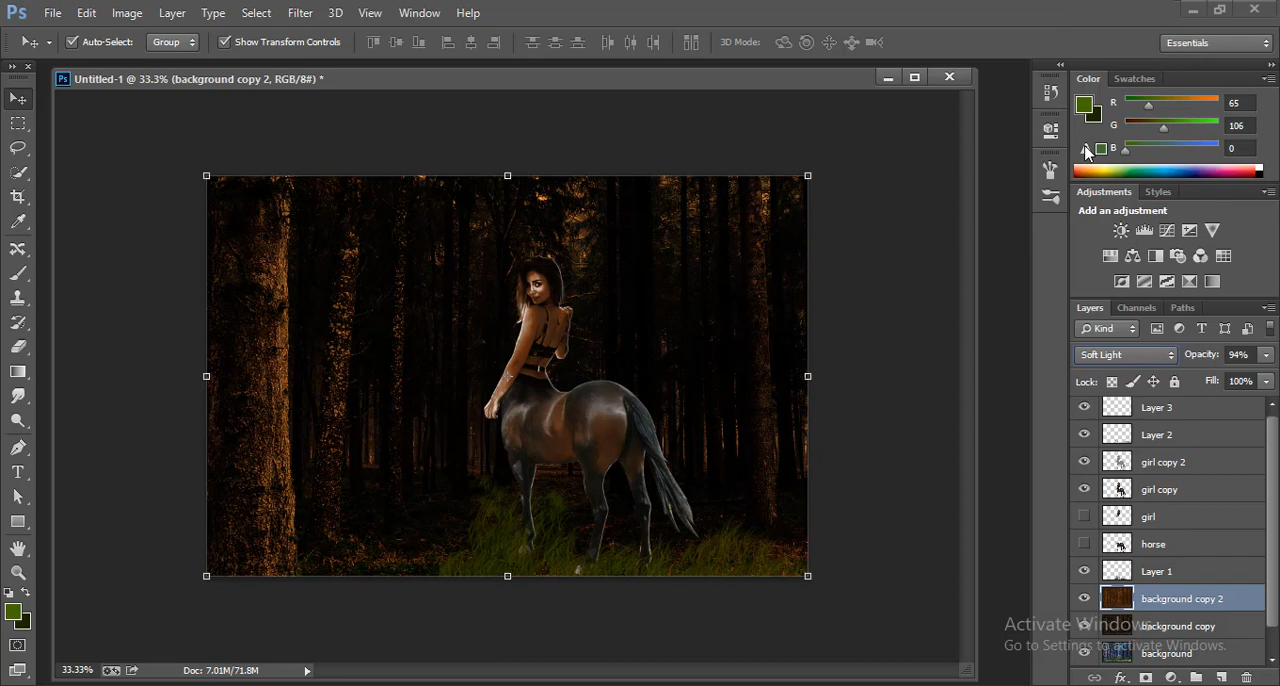 Ps File Edit Image Layer Type Select Filter 3D View Window Help
Auto-Select: Group Show Transform Controls 3D Mode: Essentials
Ps Untitled-1 @ 33.3% (background copy 2, RGB/8#) *
Color Swatches
R 65
G 106
B 0
Adjustments Styles
Add an adjustment
Layers Channels Paths
Kind T
Soft Light Opacity: 94%
Lock: Fill: 100%
Layer 3
Layer 2
girl copy 2
girl copy
girl
horse
Layer 1
background copy 2
background copy
background
Activate Windows
Go to Settings to activate Windows.
33.33% Doc: 7.01M/71.8M
T
fx